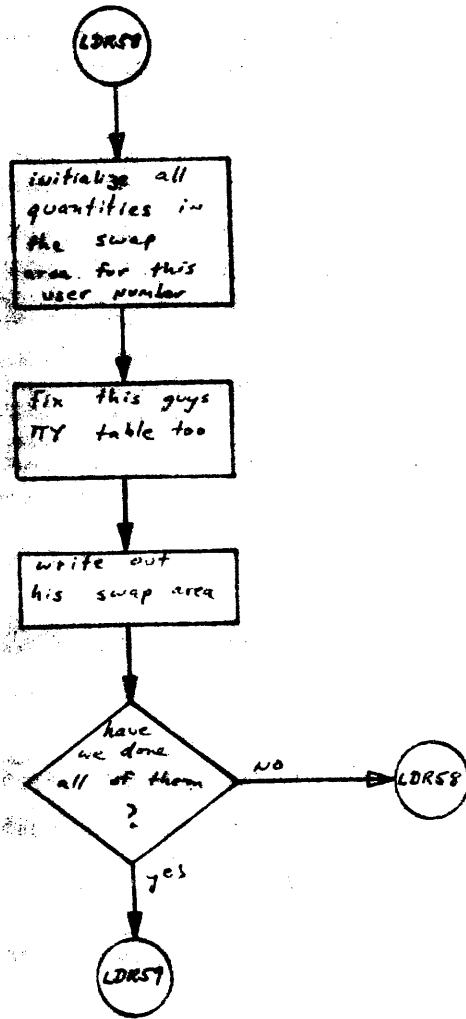 LDR58
initialize all
quantities in
the swap
area for this
user number
fix this guys
TTY table too
write out
his swap area
have
we done
all of them
?
NO
LDR58
yes
LDR59